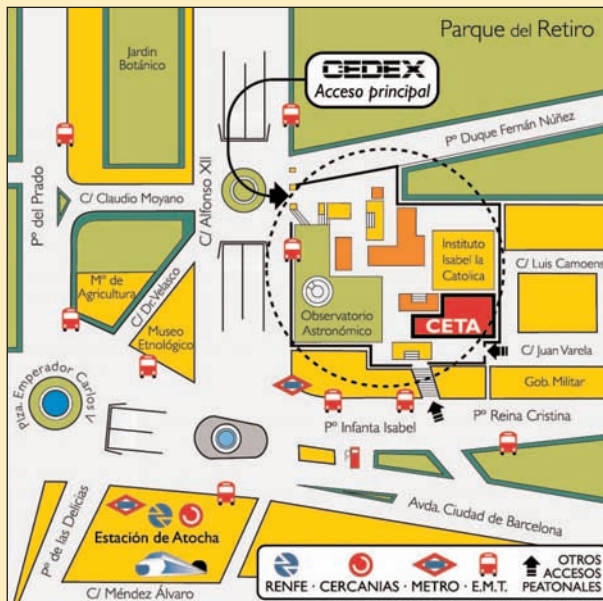 Parque del Retiro
Jardin
Botánico
CEDEX
Acceso principal
Pº Duque Fernán Núñez
Pº del Prado
C/ Claudio Moyano
C/ Alfonso XII
Instituto
Isabel la
Catolica
C/ Luis Camoens
Mº de
Agricultura
C/ Dr. Velasco
Museo
Etnológico
Observatorio
Astronómico
CETA
C/ Juan Varela
Gob. Militar
Plza. Emperador Carlos V
Pº Infanta Isabel
Pº Reina Cristina
Avda. Ciudad de Barcelona
Pº de las Delicias
Estación de Atocha
C/ Méndez Álvaro
RENFE · CERCANIAS · METRO · E.M.T.
OTROS
ACCESOS
PEATONALES